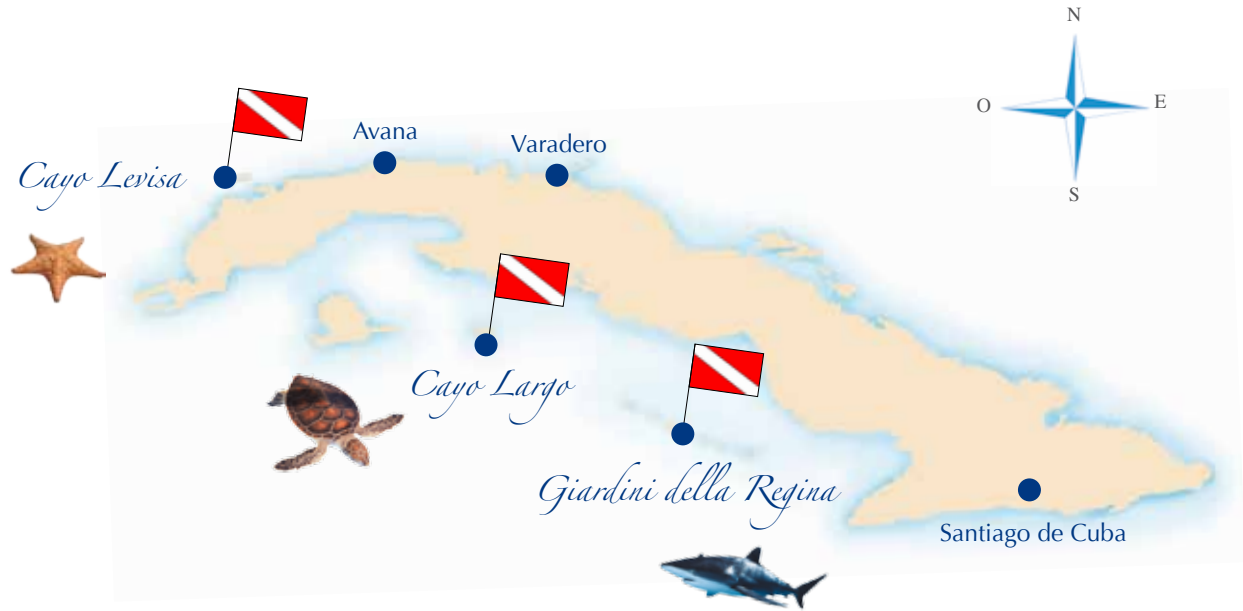 N
O
E
S
Avana
Varadero
Cayo Levisa
Cayo Largo
Giardini della Regina
Santiago de Cuba